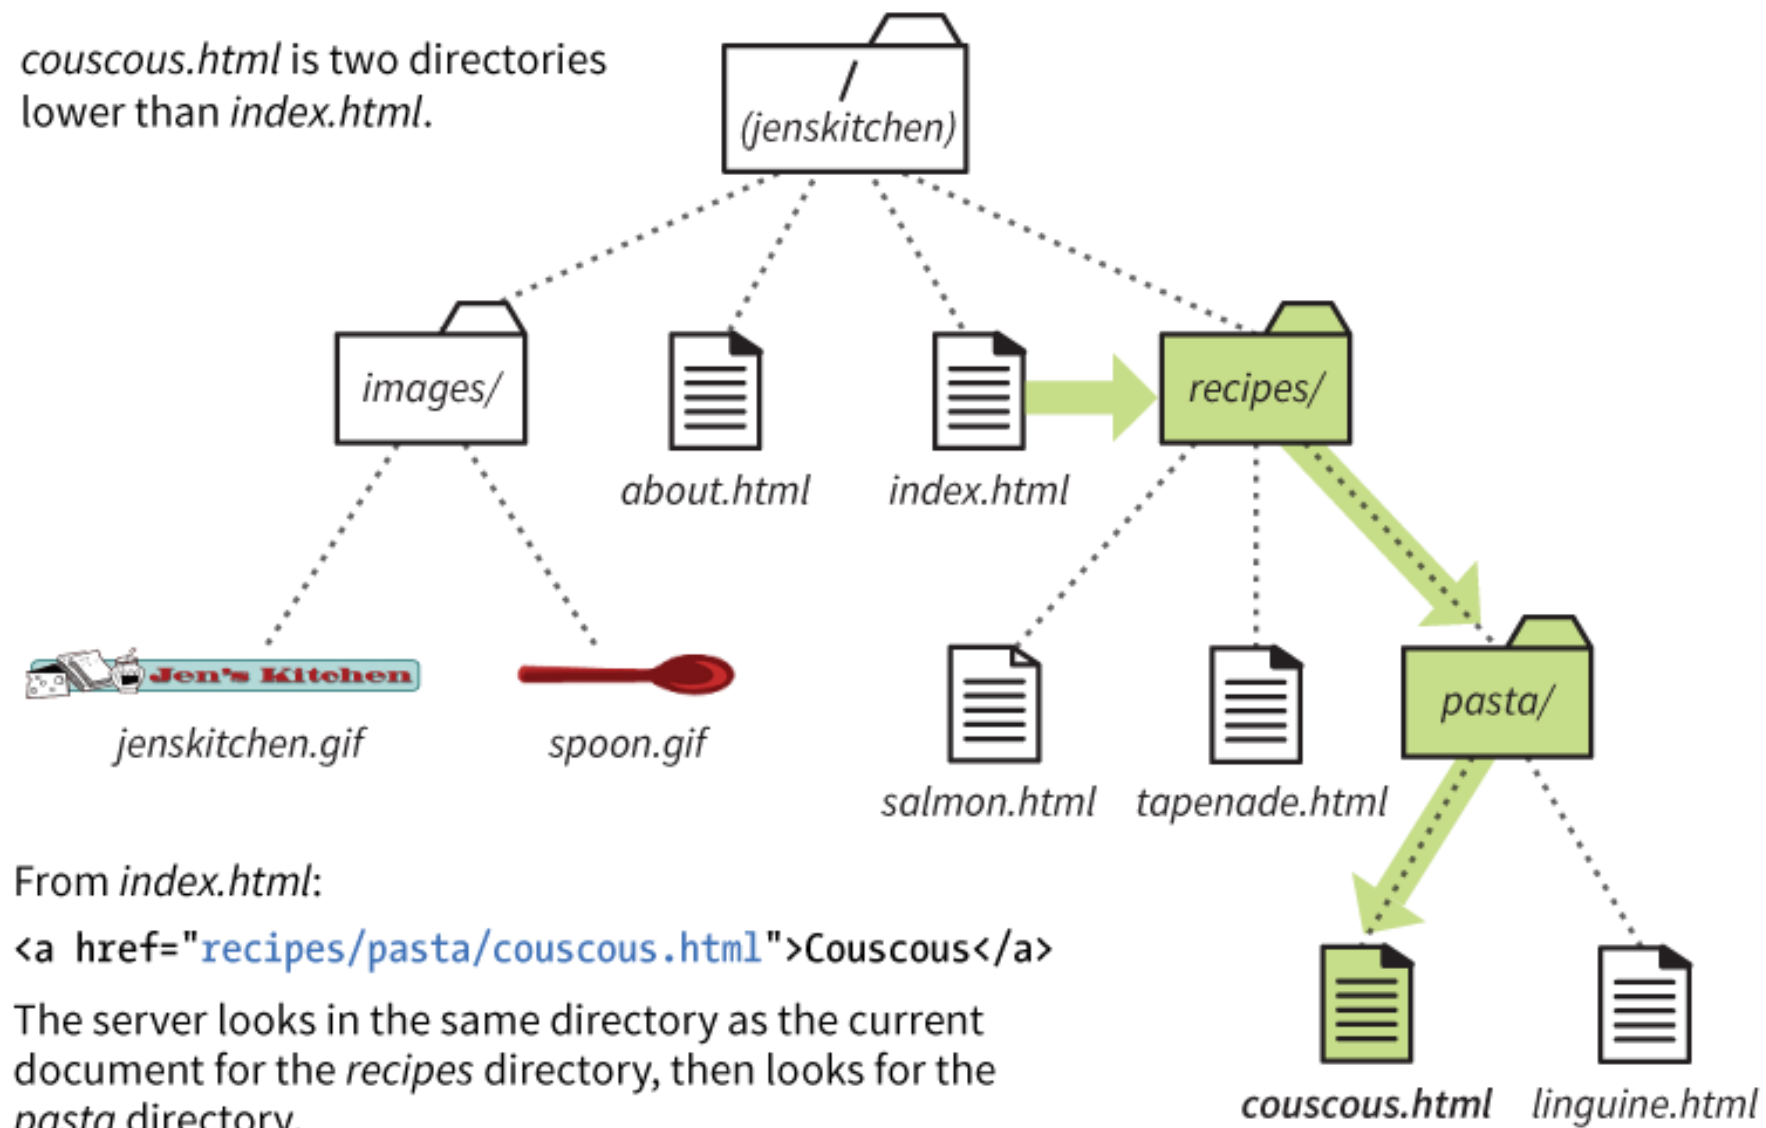 couscous.html is two directories
lower than index.html.
/
(jenskitchen)
images/
about.html
index.html
recipes/
Jen's Kitchen
jenskitchen.gif
spoon.gif
salmon.html
tapenade.html
pasta/
couscous.html
linguine.html
From index.html:
<a href="recipes/pasta/couscous.html">Couscous</a>
The server looks in the same directory as the current
document for the recipes directory, then looks for the
pasta directory.